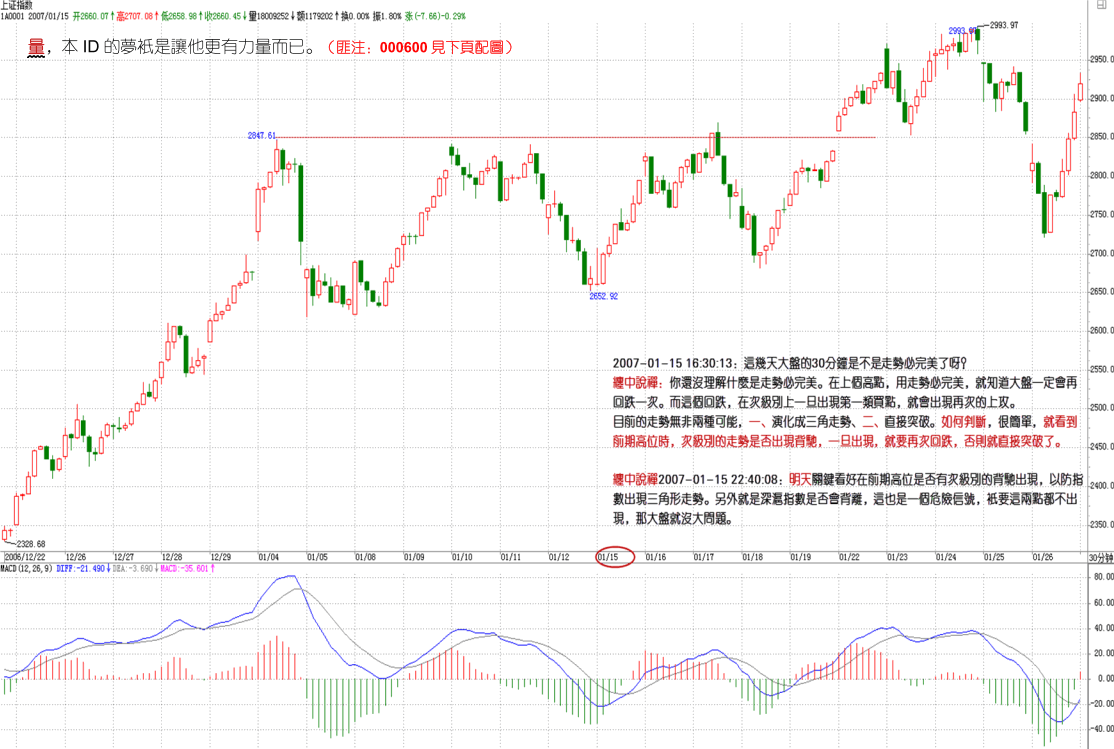 上证指数
1A0001 2007/01/15 开2660.07↑高2707.08↑低2658.98↑收2660.45↓量18009252↓额1179202↑换0.00% 振1.80% 涨(-7.66)-0.29%
量，本 ID 的夢衹是讓他更有力量而已。（匪注：000600 見下頁配圖）
2993.97
2993.97
2950.0
2900.0
2847.61
2850.0
2800.0
2750.0
2700.0
2652.92
2650.0
2600.0
2007-01-15 16:30:13：這幾天大盤的30分鐘是不是走勢必完美了呀？
纏中說禪：你還沒理解什麼是走勢必完美。在上個高點，用走勢必完美，就知道大盤一定會再
回跌一次。而這個回跌，在次級別上一旦出現第一類買點，就會出現再次的上攻。
目前的走勢無非兩種可能，一、演化成三角走勢、二、直接突破。如何判斷，很簡單，就看到
前期高位時，次級別的走勢是否出現背馳，一旦出現，就要再次回跌，否則就直接突破了。
纏中說禪2007-01-15 22:40:08：明天關鍵看好在前期高位是否有次級別的背馳出現，以防指
數出現三角形走勢。另外就是深滬指數是否會背離，這也是一個危險信號，衹要這兩點都不出
現，那大盤就沒大問題。
2550.0
2500.0
2450.0
2400.0
2350.0
2328.68
2006/12/22 12/26 12/27 12/28 12/29 01/04 01/05 01/08 01/09 01/10 01/11 01/12 01/15 01/16 01/17 01/18 01/19 01/22 01/23 01/24 01/25 01/26 30分钟
MACD(12,26,9) DIFF:-21.490↓DEA:-3.690↓MACD:-35.601↑
80.00
60.00
40.00
20.00
0.00
-20.00
-40.00